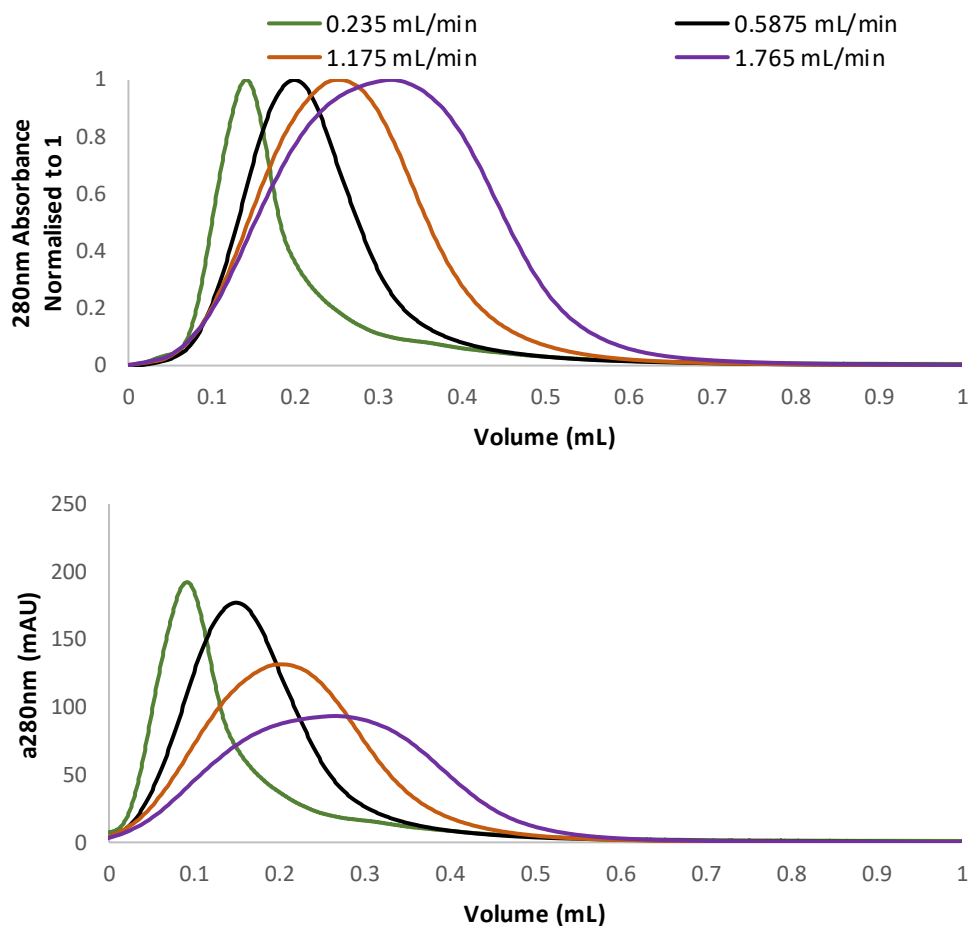 0.235 mL/min 0.5875 mL/min
1.175 mL/min 1.765 mL/min
280nm Absorbance
Normalised to 1
1
0.8
0.6
0.4
0.2
0
0 0.1 0.2 0.3 0.4 0.5 0.6 0.7 0.8 0.9 1
Volume (mL)
a280nm (mAU)
250
200
150
100
50
0
0 0.1 0.2 0.3 0.4 0.5 0.6 0.7 0.8 0.9 1
Volume (mL)